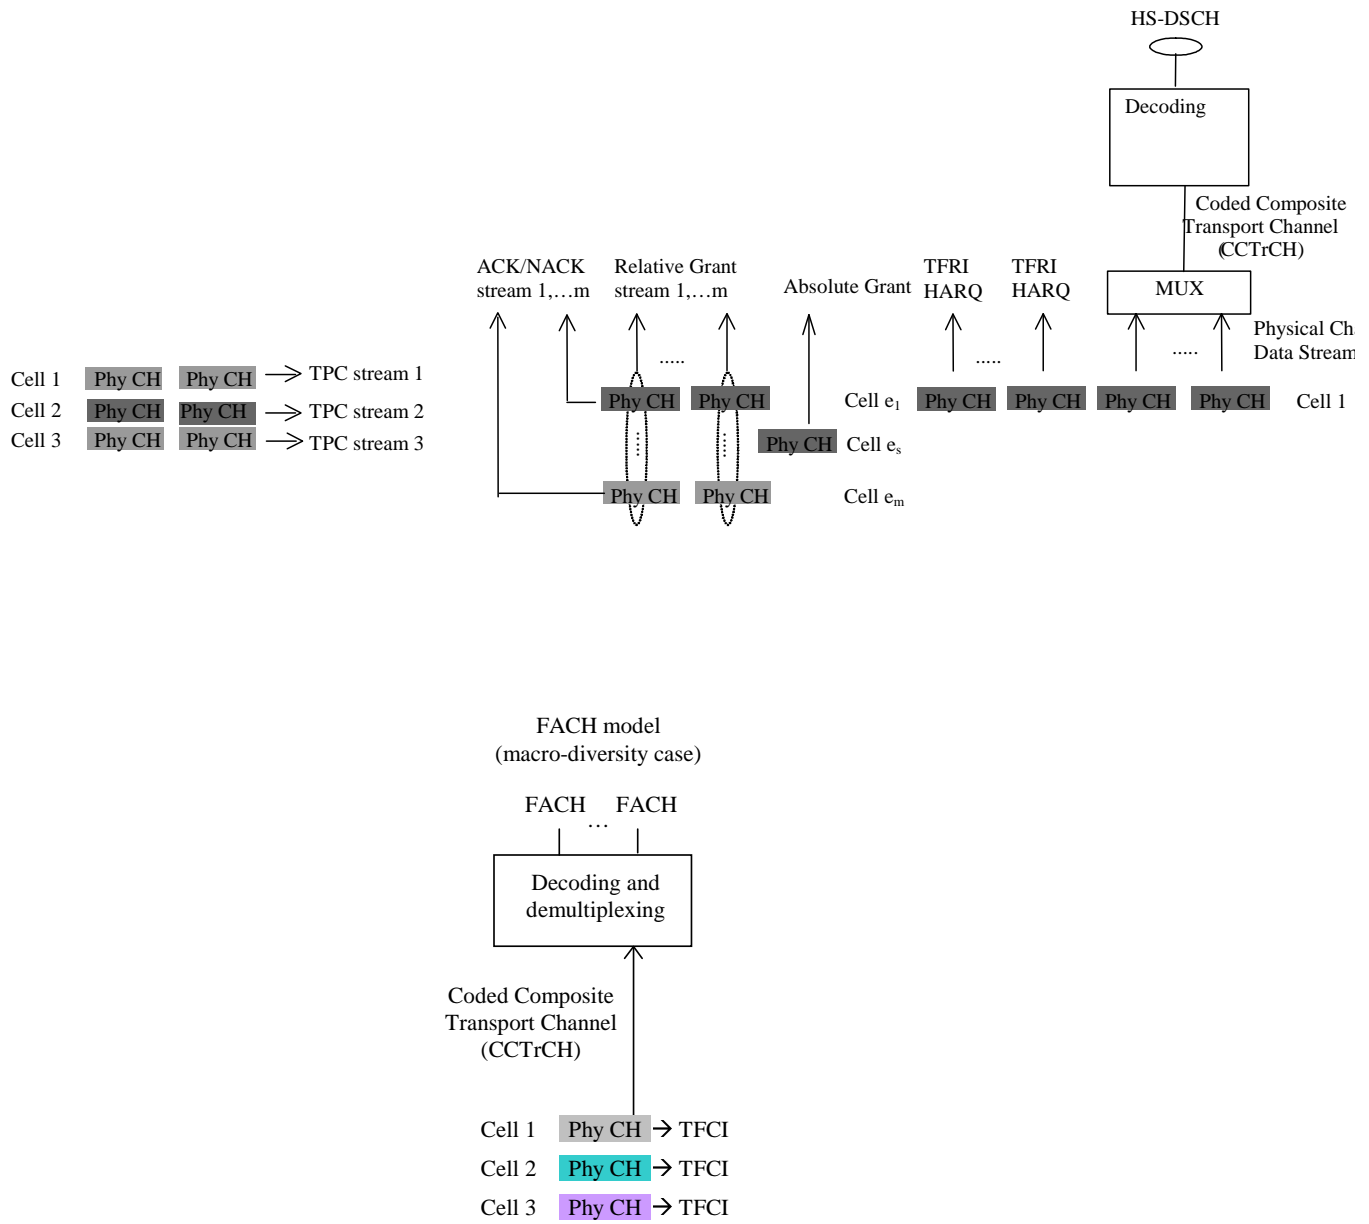 HS-DSCH
Decoding
Coded Composite
Transport Channel
(CCTrCH)
ACK/NACK
stream 1,…m
Relative Grant
stream 1,…m
Absolute Grant
TFRI
HARQ
TFRI
HARQ
MUX
Physical Cha
Data Stream
.....
.....
.....
Cell 1 Phy CH Phy CH TPC stream 1
Cell 2 Phy CH Phy CH TPC stream 2
Cell 3 Phy CH Phy CH TPC stream 3
Phy CH Phy CH Cell e1 Phy CH Phy CH Phy CH Phy CH Cell 1
Phy CH Cell es
Phy CH Phy CH Cell em
FACH model
(macro-diversity case)
FACH … FACH
Decoding and
demultiplexing
Coded Composite
Transport Channel
(CCTrCH)
Cell 1 Phy CH → TFCI
Cell 2 Phy CH → TFCI
Cell 3 Phy CH → TFCI